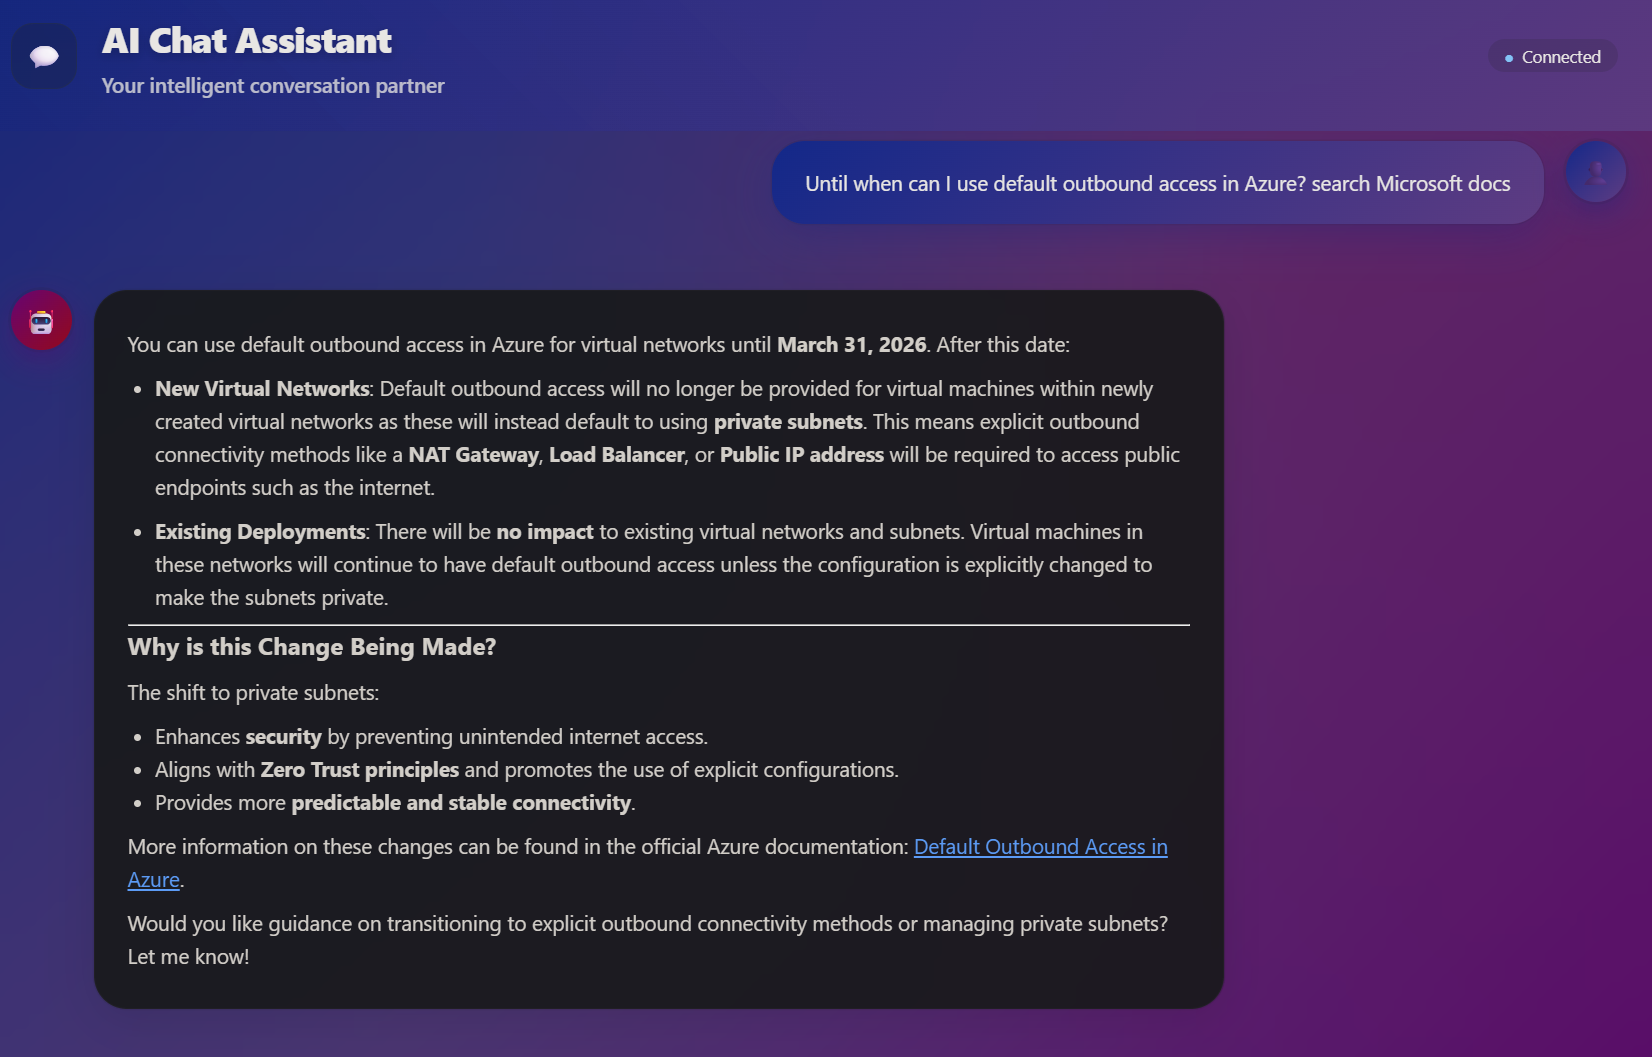 AI Chat Assistant
Your intelligent conversation partner
Connected
Until when can I use default outbound access in Azure? search Microsoft docs
You can use default outbound access in Azure for virtual networks until March 31, 2026. After this date:
• New Virtual Networks: Default outbound access will no longer be provided for virtual machines within newly
created virtual networks as these will instead default to using private subnets. This means explicit outbound
connectivity methods like a NAT Gateway, Load Balancer, or Public IP address will be required to access public
endpoints such as the internet.
• Existing Deployments: There will be no impact to existing virtual networks and subnets. Virtual machines in
these networks will continue to have default outbound access unless the configuration is explicitly changed to
make the subnets private.
Why is this Change Being Made?
The shift to private subnets:
• Enhances security by preventing unintended internet access.
• Aligns with Zero Trust principles and promotes the use of explicit configurations.
• Provides more predictable and stable connectivity.
More information on these changes can be found in the official Azure documentation: Default Outbound Access in
Azure.
Would you like guidance on transitioning to explicit outbound connectivity methods or managing private subnets?
Let me know!